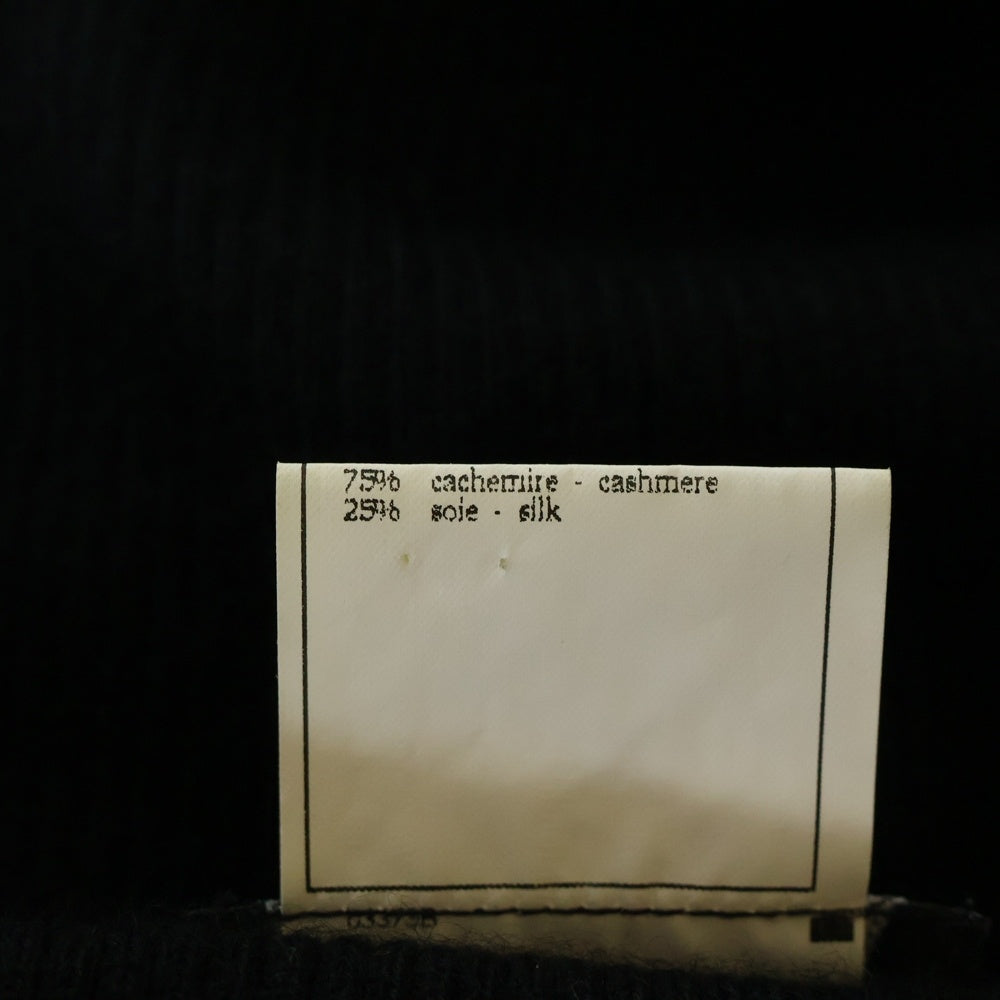 75% cachemire - cashmere
25% soie - silk